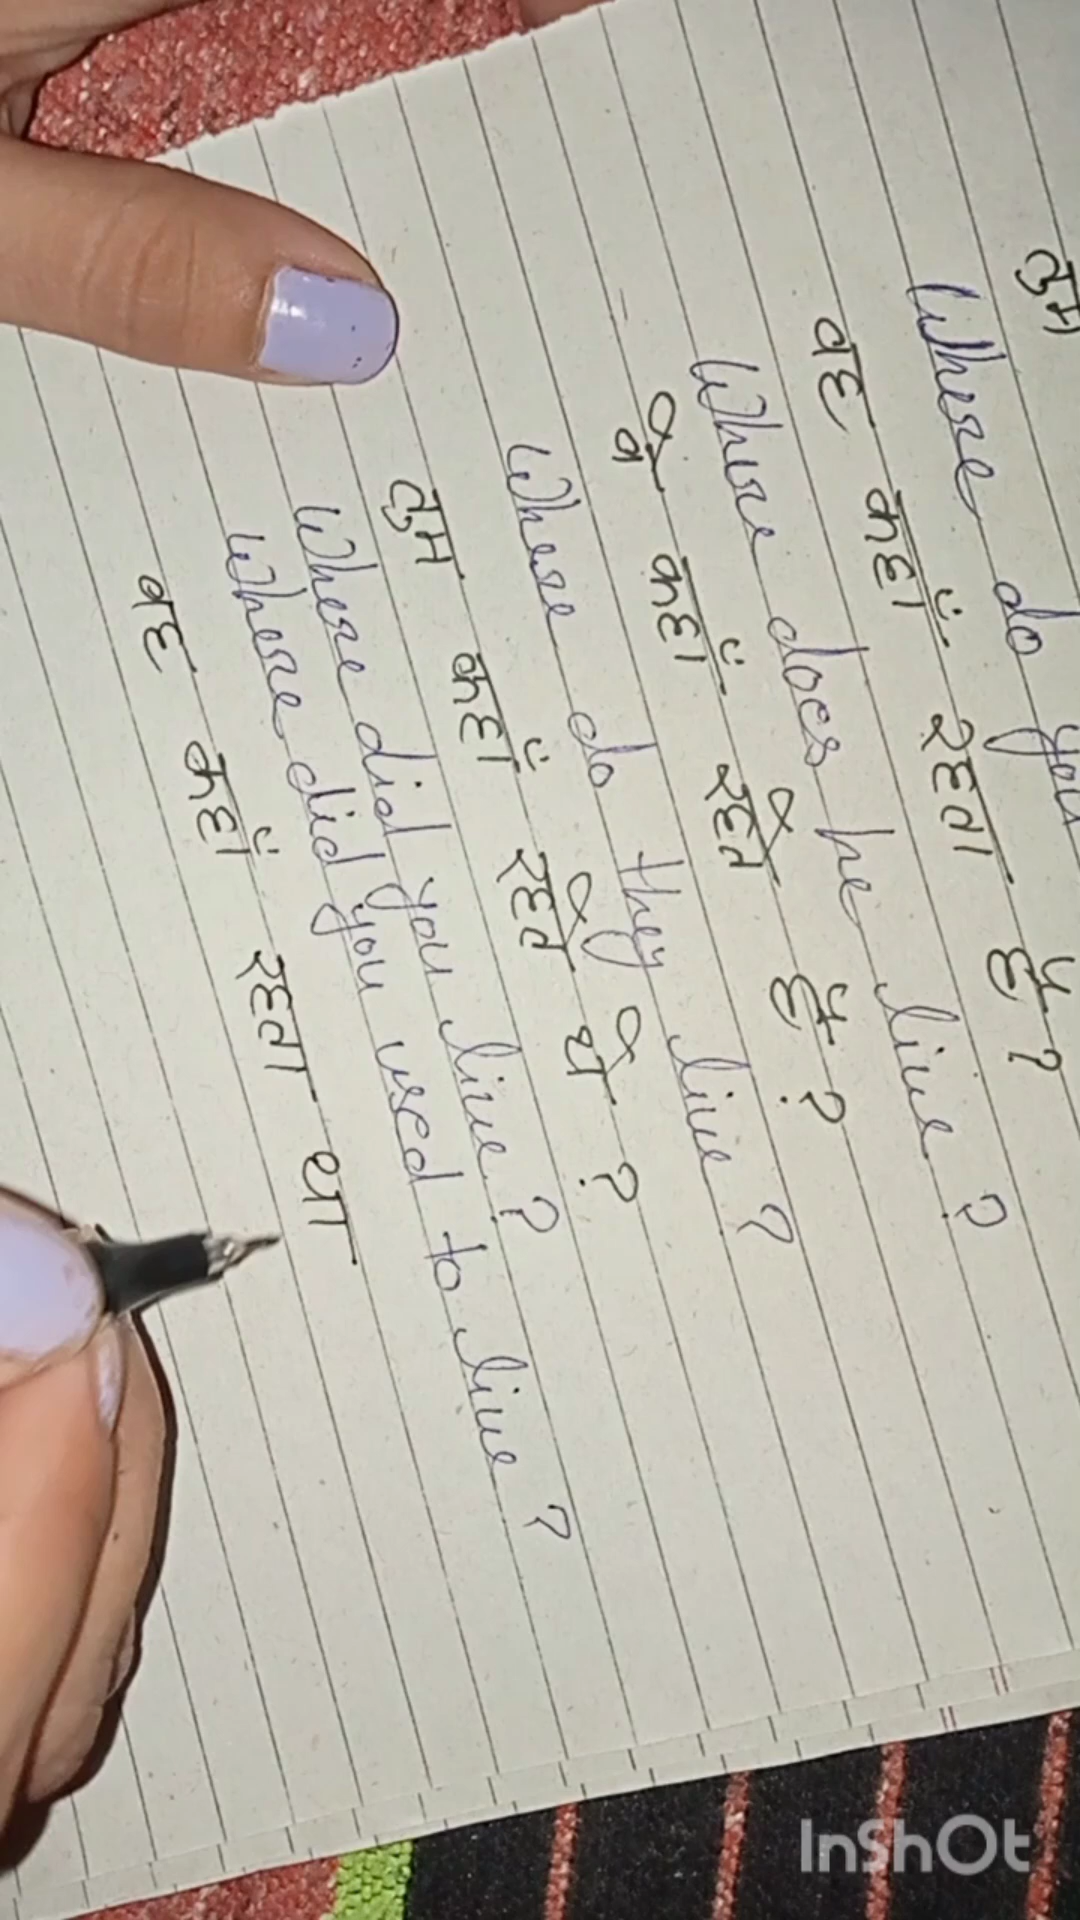 तुम
Where do you
वह कहाँ रहता है ?
Where does he live ?
वे कहाँ रहते हैं ?
Where do they live ?
तुम कहाँ रहते थे ?
Where did you live ?
Where did you used to live ?
वह कहाँ रहता था
InShOt